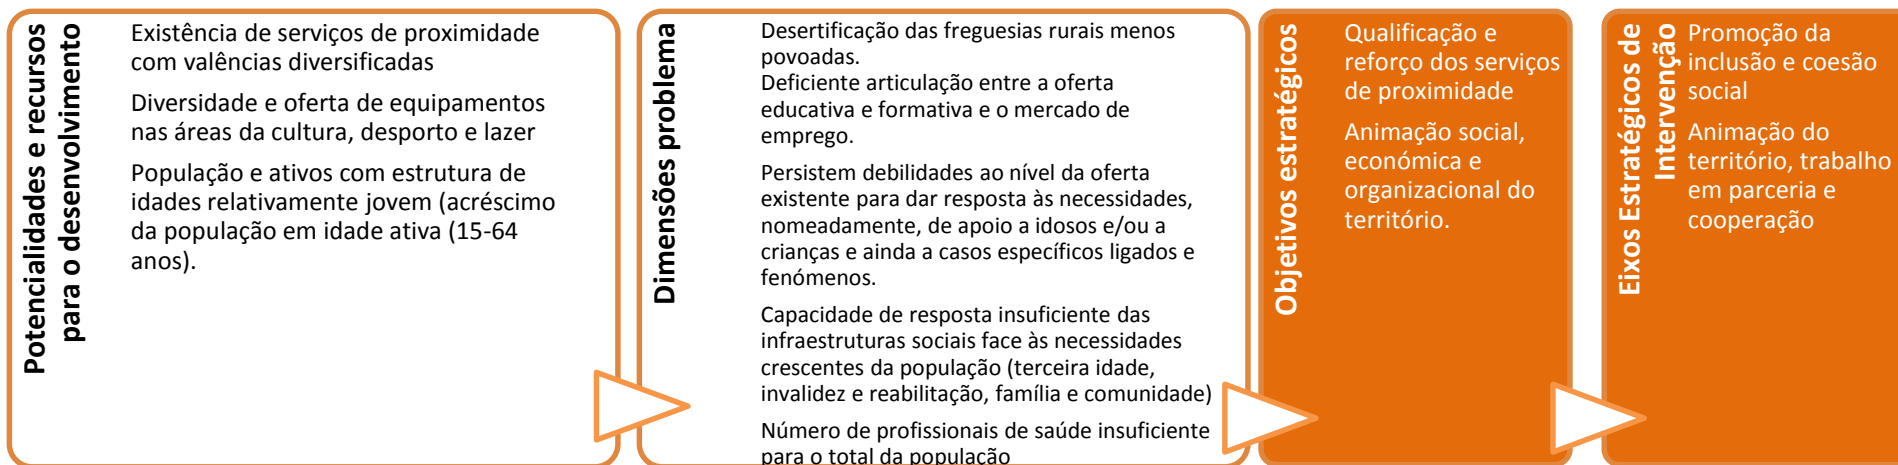 Potencialidades e recursos
para o desenvolvimento
Existência de serviços de proximidade
com valências diversificadas
Diversidade e oferta de equipamentos
nas áreas da cultura, desporto e lazer
População e ativos com estrutura de
idades relativamente jovem (acréscimo
da população em idade ativa (15-64
anos).
Dimensões problema
Desertificação das freguesias rurais menos
povoadas.
Deficiente articulação entre a oferta
educativa e formativa e o mercado de
emprego.
Persistem debilidades ao nível da oferta
existente para dar resposta às necessidades,
nomeadamente, de apoio a idosos e/ou a
crianças e ainda a casos específicos ligados e
fenómenos.
Capacidade de resposta insuficiente das
infraestruturas sociais face às necessidades
crescentes da população (terceira idade,
invalidez e reabilitação, família e comunidade)
Número de profissionais de saúde insuficiente
para o total da população
Objetivos estratégicos
Qualificação e
reforço dos serviços
de proximidade
Animação social,
económica e
organizacional do
território.
Eixos Estratégicos de
Intervenção
Promoção da
inclusão e coesão
social
Animação do
território, trabalho
em parceria e
cooperação